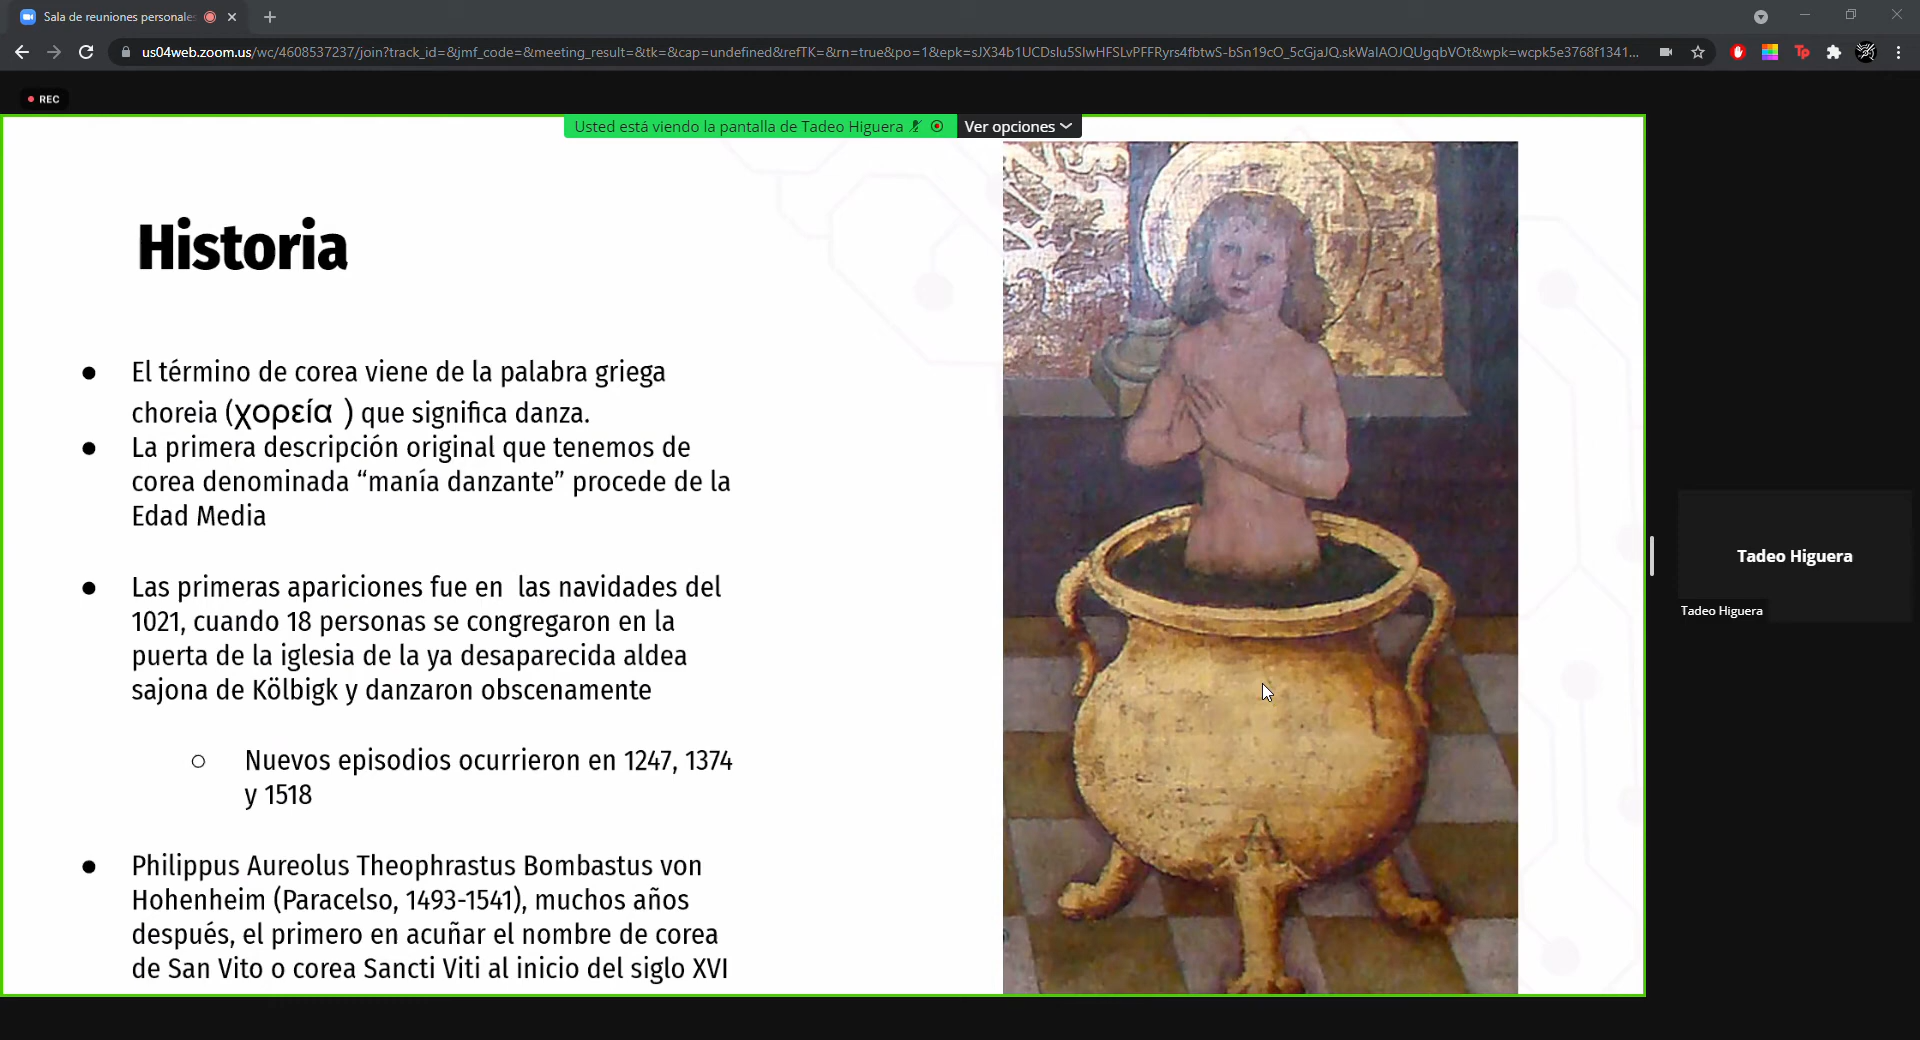 Sala de reuniones personales
us04web.zoom.us/wc/4608537237/join?track_id=&jmf_code=&meeting_result=&tk=&cap=undefined&refTK=&rn=true&po=1&epk=sJX34b1UCDslu5SlwHFSLvPFFRyrs4fbtwS-bSn19cO_5cGjaJQ.skWaIAOJQUgqbVOt&wpk=wcpk5e3768f1341...
REC
Usted está viendo la pantalla de Tadeo Higuera
Ver opciones
Historia
● El término de corea viene de la palabra griega
choreia (χορεία ) que significa danza.
● La primera descripción original que tenemos de
corea denominada “manía danzante” procede de la
Edad Media
● Las primeras apariciones fue en las navidades del
1021, cuando 18 personas se congregaron en la
puerta de la iglesia de la ya desaparecida aldea
sajona de Kölbigk y danzaron obscenamente
○ Nuevos episodios ocurrieron en 1247, 1374
y 1518
● Philippus Aureolus Theophrastus Bombastus von
Hohenheim (Paracelso, 1493-1541), muchos años
después, el primero en acuñar el nombre de corea
de San Vito o corea Sancti Viti al inicio del siglo XVI
Tadeo Higuera
Tadeo Higuera